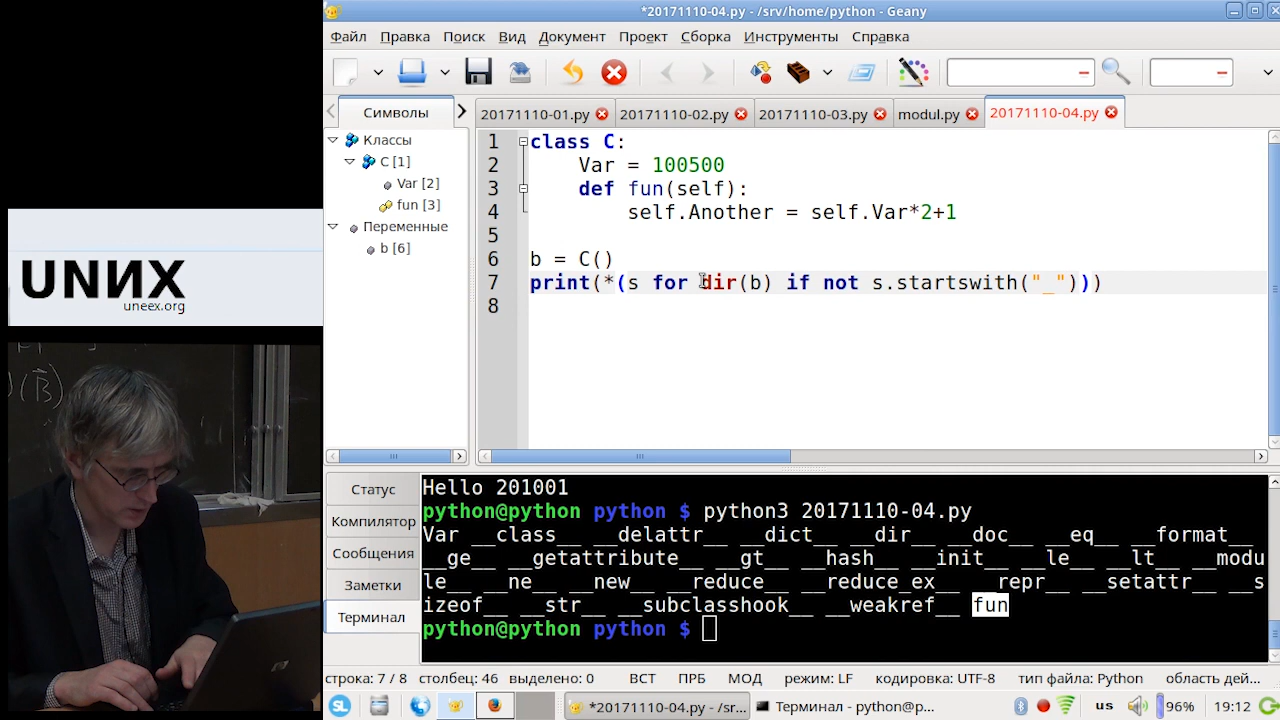 *20171110-04.py - /srv/home/python - Geany
Файл Правка Поиск Вид Документ Проект Сборка Инструменты Справка
Символы 20171110-01.py 20171110-02.py 20171110-03.py modul.py 20171110-04.py
Классы
C [1]
Var [2]
fun [3]
Переменные
b [6]
1 class C:
2 Var = 100500
3 def fun(self):
4 self.Another = self.Var*2+1
5
6 b = C()
7 print(*(s for dir(b) if not s.startswith("_")))
8
UNИX
uneex.org
)(B)
Статус
Компилятор
Сообщения
Заметки
Терминал
Hello 201001
python@python python $ python3 20171110-04.py
Var __class__ __delattr__ __dict__ __dir__ __doc__ __eq__ __format__
__ge__ __getattribute__ __gt__ __hash__ __init__ __le__ __lt__ __modu
le__ __ne__ __new__ __reduce__ __reduce_ex__ __repr__ __setattr__ __s
izeof__ __str__ __subclasshook__ __weakref__ fun
python@python python $
строка: 7 / 8 столбец: 46 выделено: 0 ВСТ ПРБ МОД режим: LF кодировка: UTF-8 тип файла: Python область дей...
SL *20171110-04.py - /sr... Терминал - python@p... us 96% 19:12